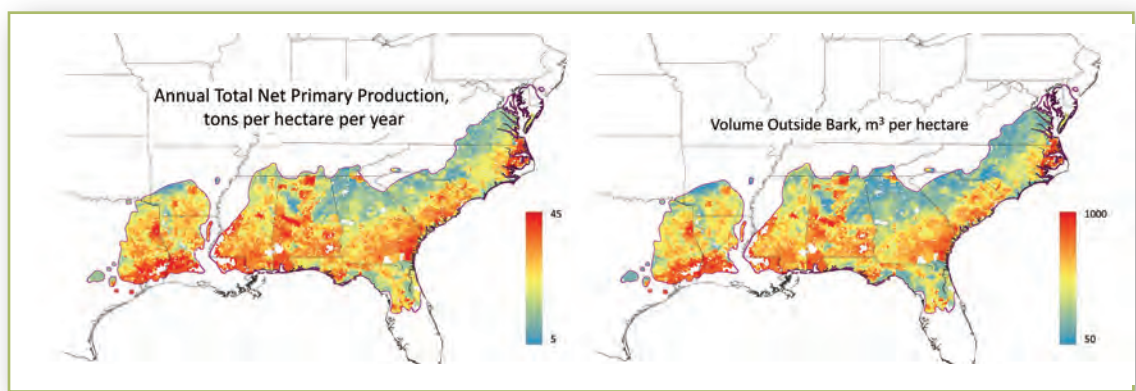 Annual Total Net Primary Production,
tons per hectare per year
45
5
Volume Outside Bark, m³ per hectare
1000
50